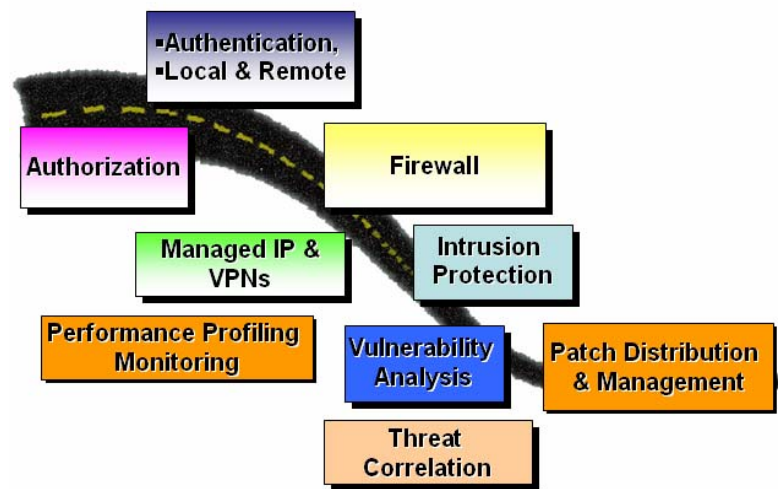 ▪Authentication,
▪Local & Remote
Authorization
Firewall
Managed IP &
VPNs
Intrusion
Protection
Performance Profiling
Monitoring
Vulnerability
Analysis
Patch Distribution
& Management
Threat
Correlation